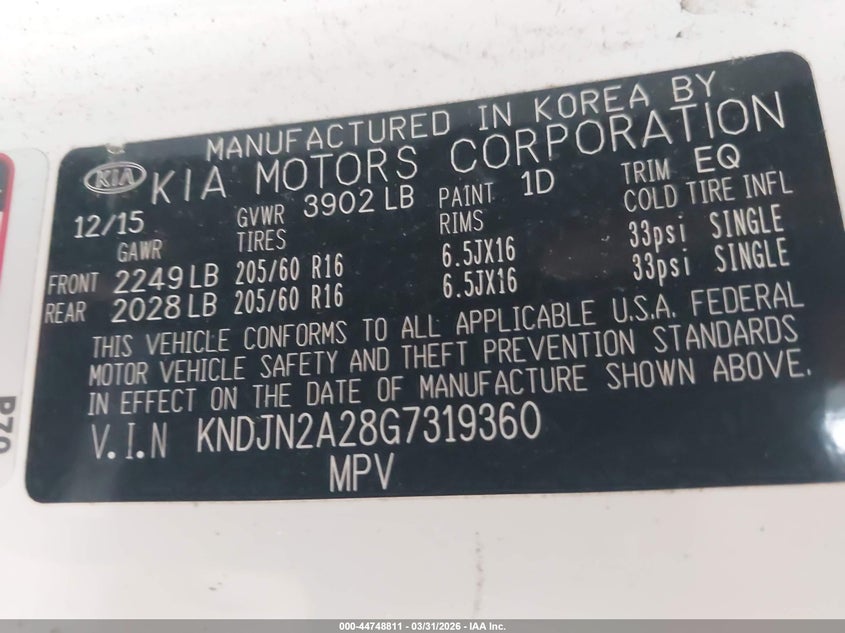 MANUFACTURED IN KOREA BY
KIA KIA MOTORS CORPORATION
12/15 GVWR 3902 LB PAINT 1D TRIM EQ
GAWR TIRES RIMS COLD TIRE INFL
FRONT 2249 LB 205/60 R16 6.5JX16 33psi SINGLE
REAR 2028 LB 205/60 R16 6.5JX16 33psi SINGLE
THIS VEHICLE CONFORMS TO ALL APPLICABLE U.S.A. FEDERAL
MOTOR VEHICLE SAFETY AND THEFT PREVENTION STANDARDS
IN EFFECT ON THE DATE OF MANUFACTURE SHOWN ABOVE.
V.I.N KNDJN2A28G7319360
MPV
000-44748811 - 03/31/2026 - IAA Inc.